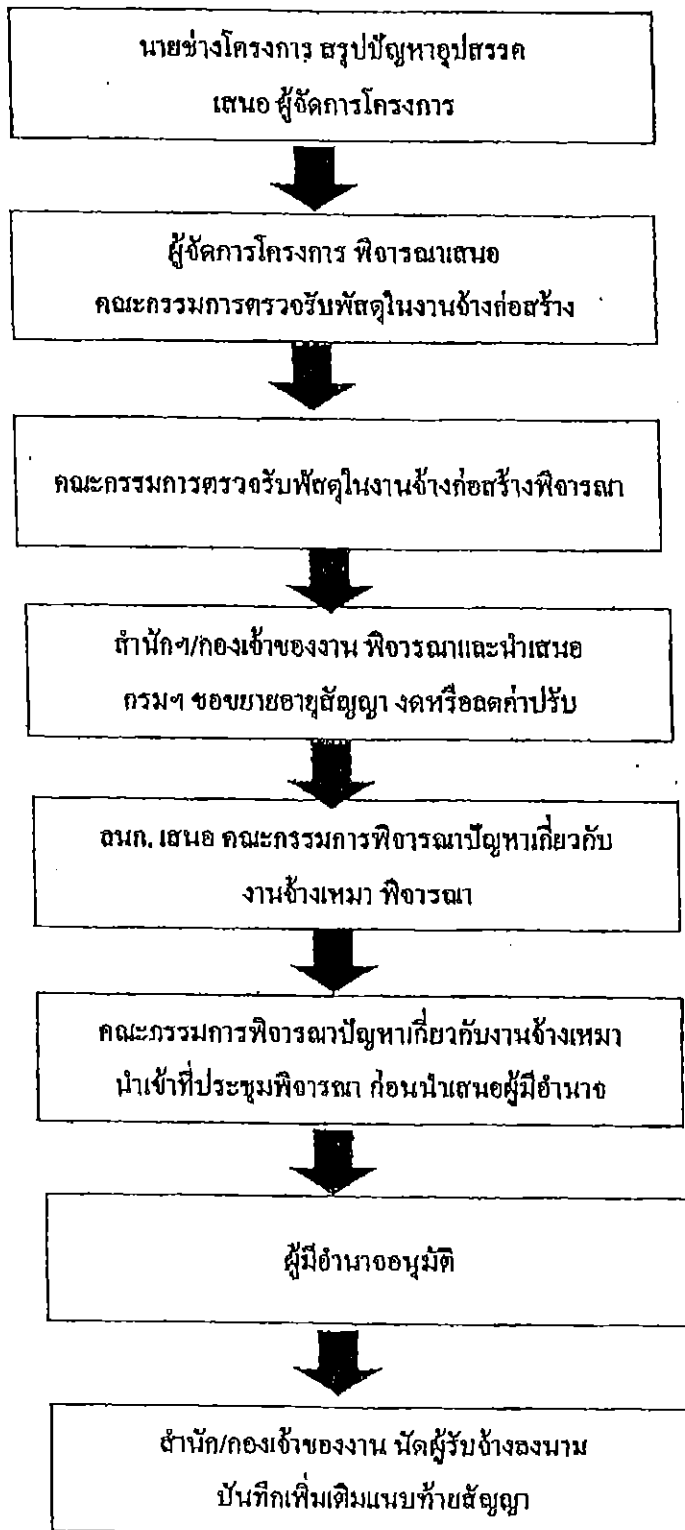 นายช่างโครงการ สรุปปัญหาอุปสรรค
เสนอ ผู้จัดการโครงการ
ผู้จัดการโครงการ พิจารณาเสนอ
คณะกรรมการตรวจรับพัสดุในงานจ้างก่อสร้าง
คณะกรรมการตรวจรับพัสดุในงานจ้างก่อสร้างพิจารณา
สำนักฯ/กองเจ้าของงาน พิจารณาและนำเสนอ
กรมฯ ขอขยายอายุสัญญา งดหรือลดค่าปรับ
ลนก. เสนอ คณะกรรมการพิจารณาปัญหาเกี่ยวกับ
งานจ้างเหมา พิจารณา
คณะกรรมการพิจารณาปัญหาเกี่ยวกับงานจ้างเหมา
นำเข้าที่ประชุมพิจารณา ก่อนนำเสนอผู้มีอำนาจ
ผู้มีอำนาจอนุมัติ
สำนัก/กองเจ้าของงาน นัดผู้รับจ้างลงนาม
บันทึกเพิ่มเติมแนบท้ายสัญญา